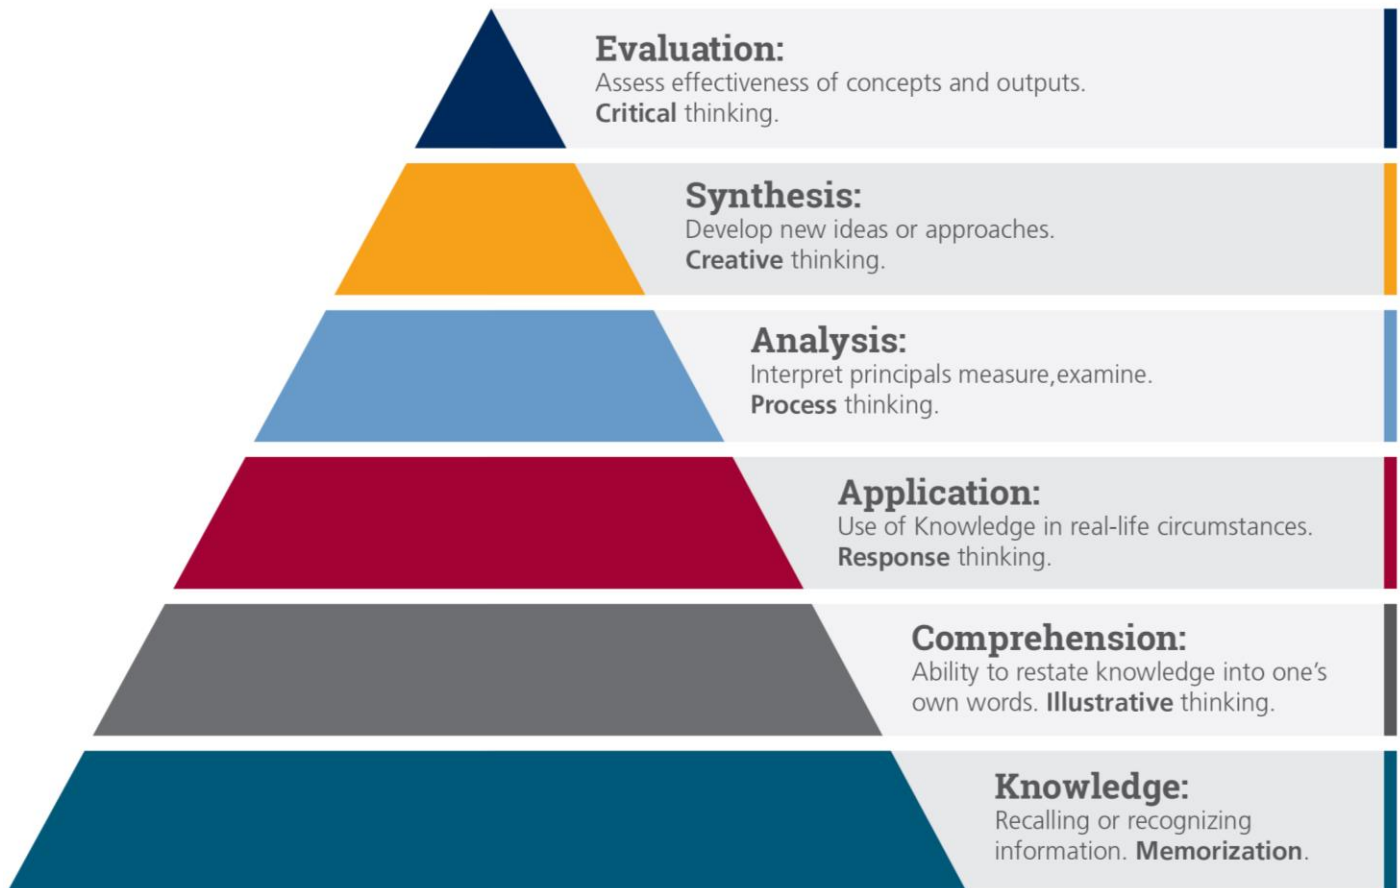 Evaluation:
Assess effectiveness of concepts and outputs.
Critical thinking.
Synthesis:
Develop new ideas or approaches.
Creative thinking.
Analysis:
Interpret principals measure,examine.
Process thinking.
Application:
Use of Knowledge in real-life circumstances.
Response thinking.
Comprehension:
Ability to restate knowledge into one’s
own words. Illustrative thinking.
Knowledge:
Recalling or recognizing
information. Memorization.